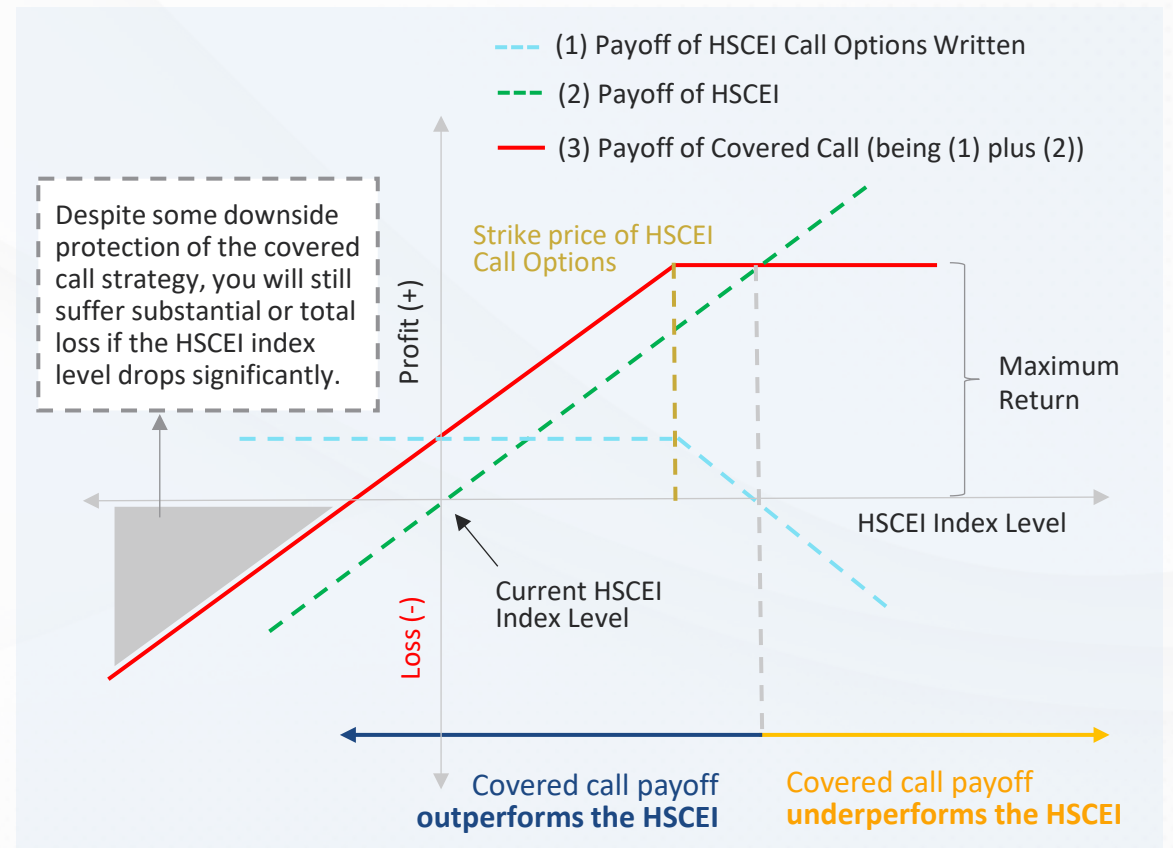 (1) Payoff of HSCEI Call Options Written
(2) Payoff of HSCEI
(3) Payoff of Covered Call (being (1) plus (2))
Despite some downside
protection of the covered
call strategy, you will still
suffer substantial or total
loss if the HSCEI index
level drops significantly.
Strike price of HSCEI
Call Options
Profit (+)
Maximum
Return
HSCEI Index Level
Current HSCEI
Index Level
Loss (-)
Covered call payoff
outperforms the HSCEI
Covered call payoff
underperforms the HSCEI